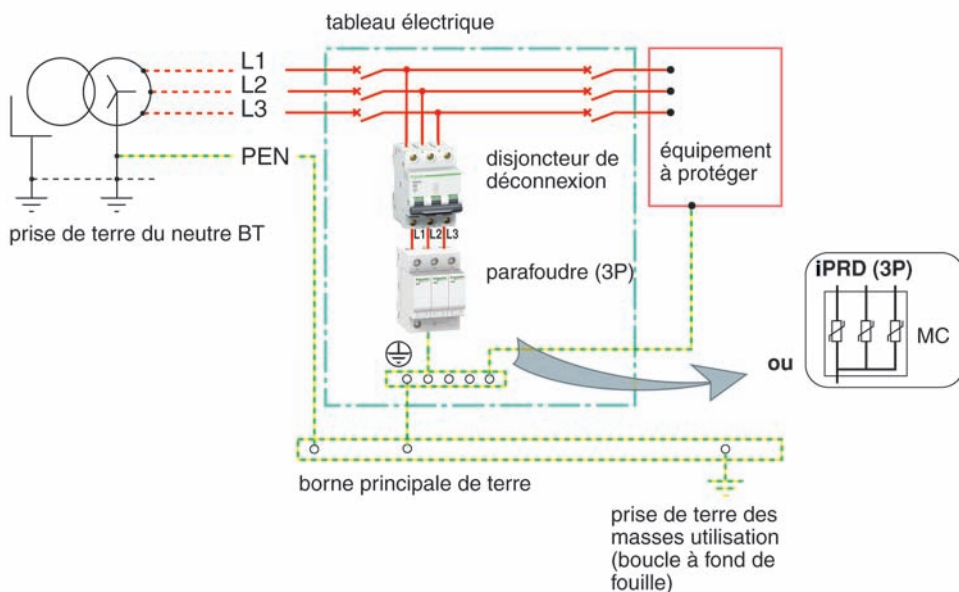 tableau électrique
L1
L2
L3
PEN
prise de terre du neutre BT
disjoncteur de
déconnexion
équipement
à protéger
L1 L2 L3
parafoudre (3P)
iPRD (3P)
MC
ou
borne principale de terre
prise de terre des
masses utilisation
(boucle à fond de
fouille)